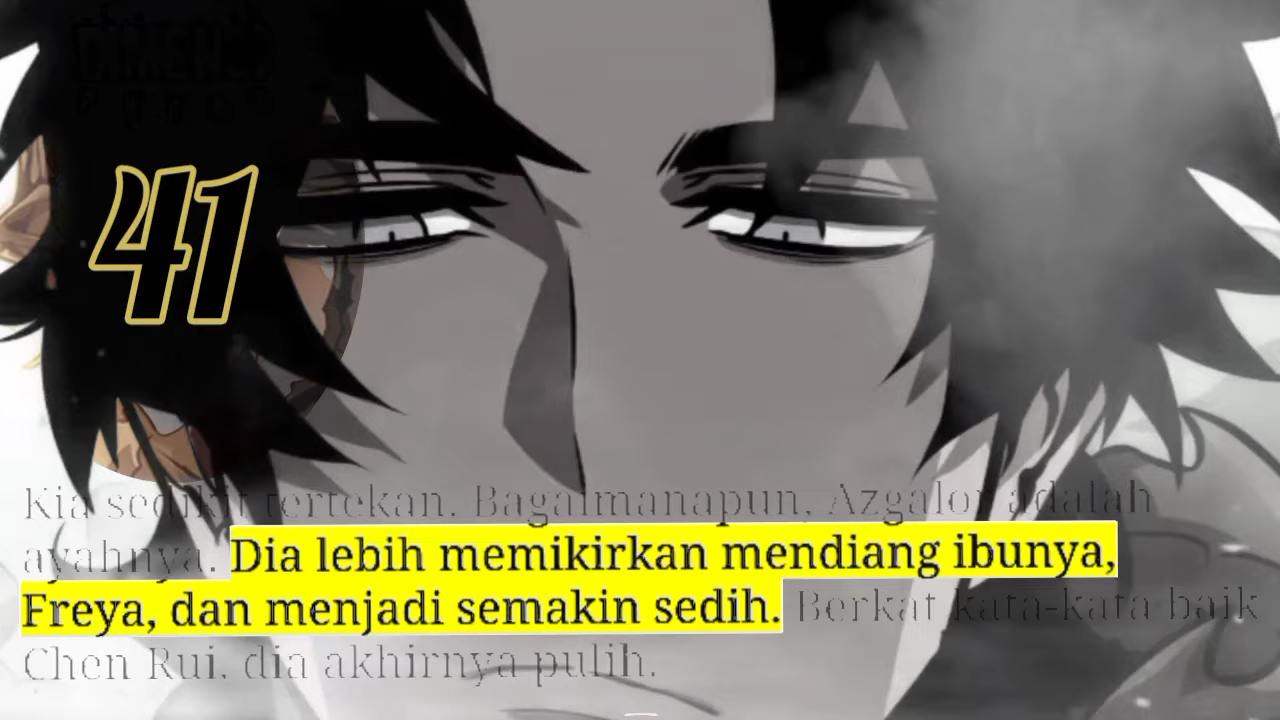 DIMENSI
41
Kia sedikit tertekan. Bagaimanapun, Azgalor adalah
ayahnya. Dia lebih memikirkan mendiang ibunya,
Freya, dan menjadi semakin sedih. Berkat kata-kata baik
Chen Rui, dia akhirnya pulih.